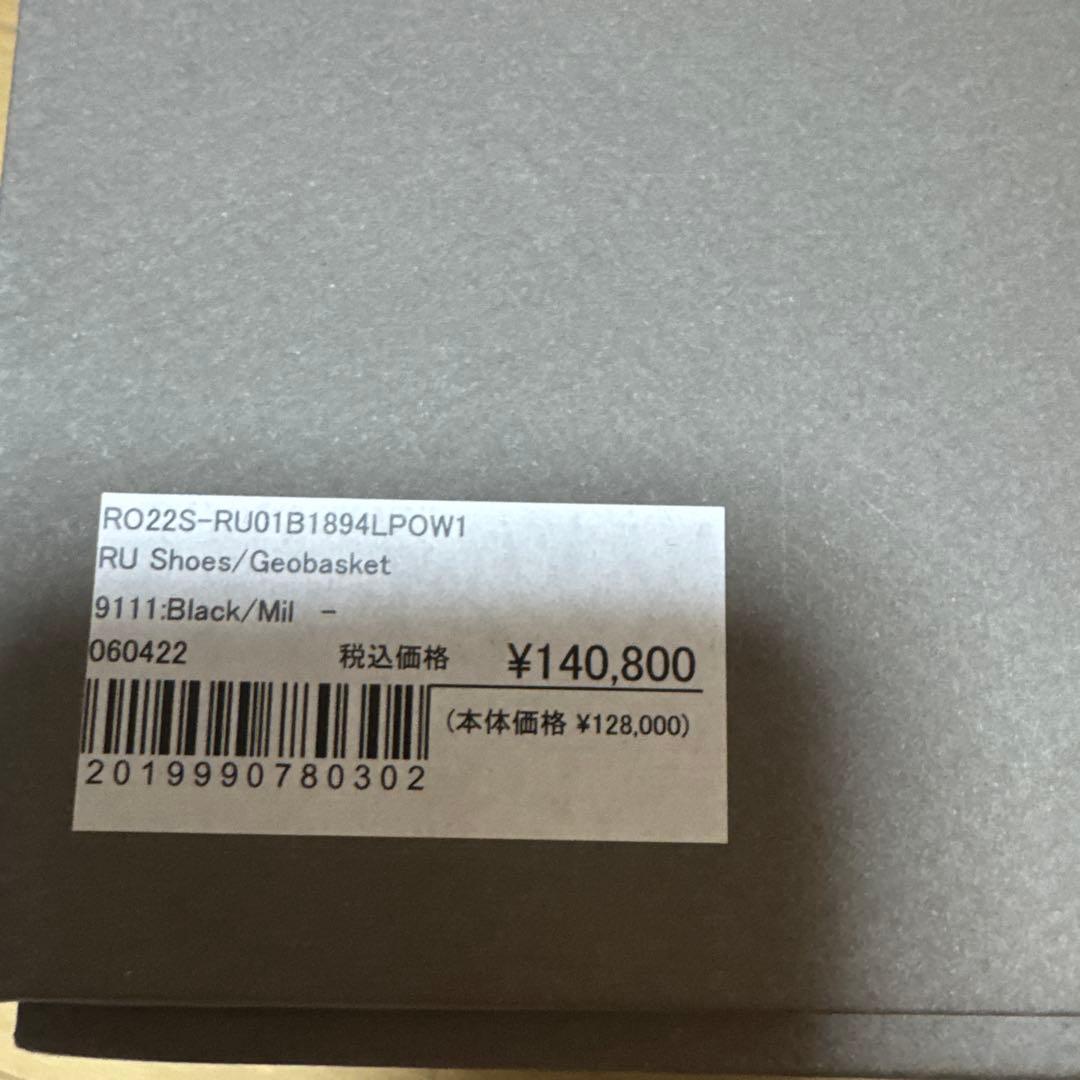 RO22S-RU01B1894LPOW1
RU Shoes/Geobasket
9111:Black/Mil -
060422 税込価格 ¥140,800
(本体価格 ¥128,000)
2019990780302